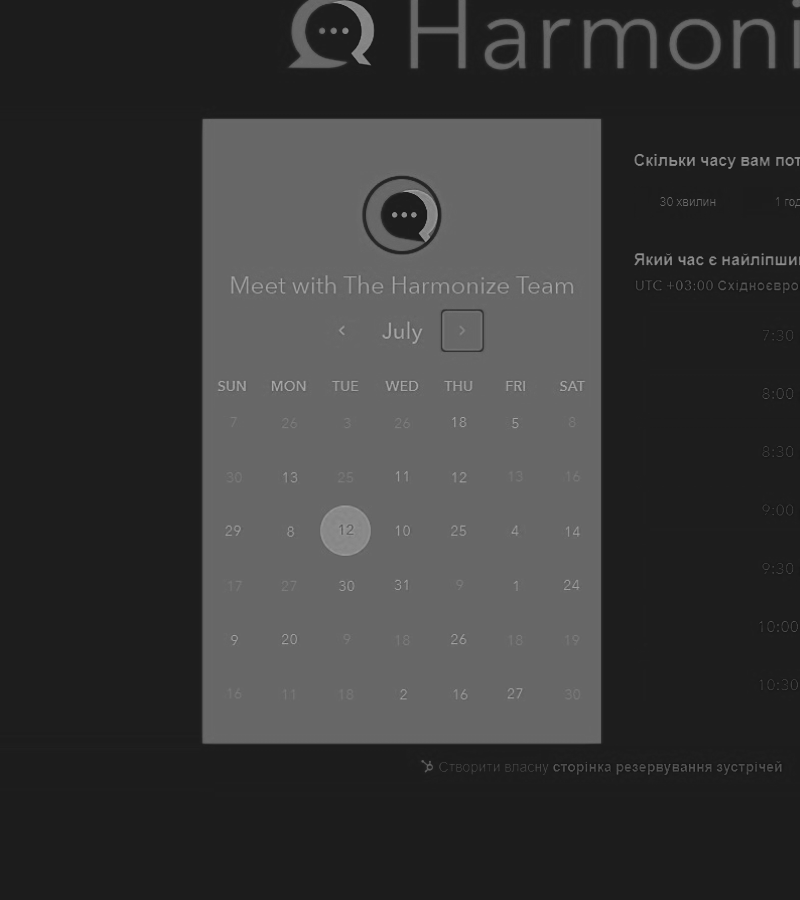 Harmoni
Meet with The Harmonize Team
July
SUN MON TUE WED THU FRI SAT
7 26 3 26 18 5 8
30 13 25 11 12 13 16
29 8 12 10 25 4 14
17 27 30 31 9 1 24
9 20 9 18 26 18 19
16 11 18 2 16 27 30
Скільки часу вам пот
30 хвилин 1 год
Який час є найліпши
UTC +03:00 Східноєвро
7:30
8:00
8:30
9:00
9:30
10:00
10:30
Створити власну сторінка резервування зустрічей